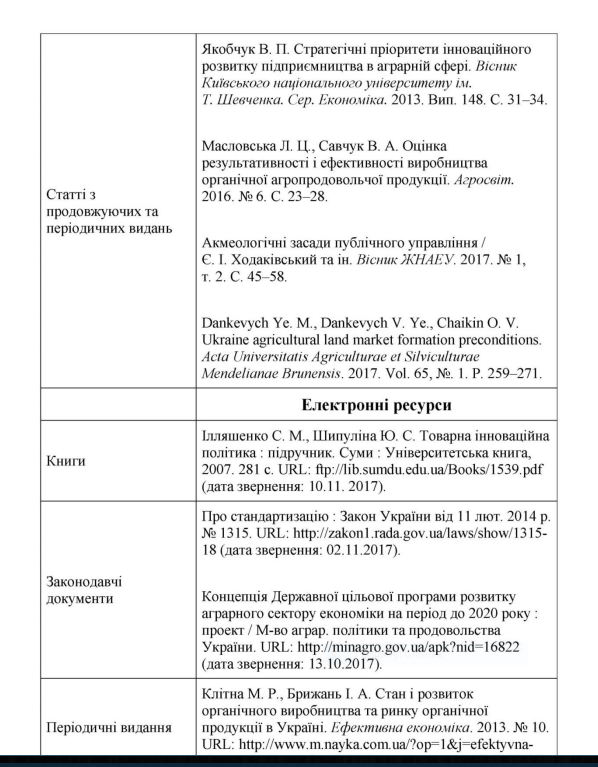 Якобчук В. П. Стратегічні пріоритети інноваційного
розвитку підприємництва в аграрній сфері. Вісник
Київського національного університету ім.
Т. Шевченка. Сер. Економіка. 2013. Вип. 148. С. 31–34.
Масловська Л. Ц., Савчук В. А. Оцінка
результативності і ефективності виробництва
органічної агропродовольчої продукції. Агросвіт.
2016. № 6. С. 23–28.
Статті з
продовжуючих та
періодичних видань
Акмеологічні засади публічного управління /
Є. І. Ходаківський та ін. Вісник ЖНАЕУ. 2017. № 1,
т. 2. С. 45–58.
Dankevych Ye. M., Dankevych V. Ye., Chaikin O. V.
Ukraine agricultural land market formation preconditions.
Acta Universitatis Agriculturae et Silviculturae
Mendelianae Brunensis. 2017. Vol. 65, №. 1. P. 259–271.
Електронні ресурси
Книги
Ілляшенко С. М., Шипуліна Ю. С. Товарна інноваційна
політика : підручник. Суми : Університетська книга,
2007. 281 с. URL: ftp://lib.sumdu.edu.ua/Books/1539.pdf
(дата звернення: 10.11. 2017).
Законодавчі
документи
Про стандартизацію : Закон України від 11 лют. 2014 р.
№ 1315. URL: http://zakon1.rada.gov.ua/laws/show/1315-
18 (дата звернення: 02.11.2017).
Концепція Державної цільової програми розвитку
аграрного сектору економіки на період до 2020 року :
проект / М-во аграр. політики та продовольства
України. URL: http://minagro.gov.ua/apk?nid=16822
(дата звернення: 13.10.2017).
Періодичні видання
Клітна М. Р., Брижань І. А. Стан і розвиток
органічного виробництва та ринку органічної
продукції в Україні. Ефективна економіка. 2013. № 10.
URL: http://www.m.nayka.com.ua/?op=1&j=efektyvna-